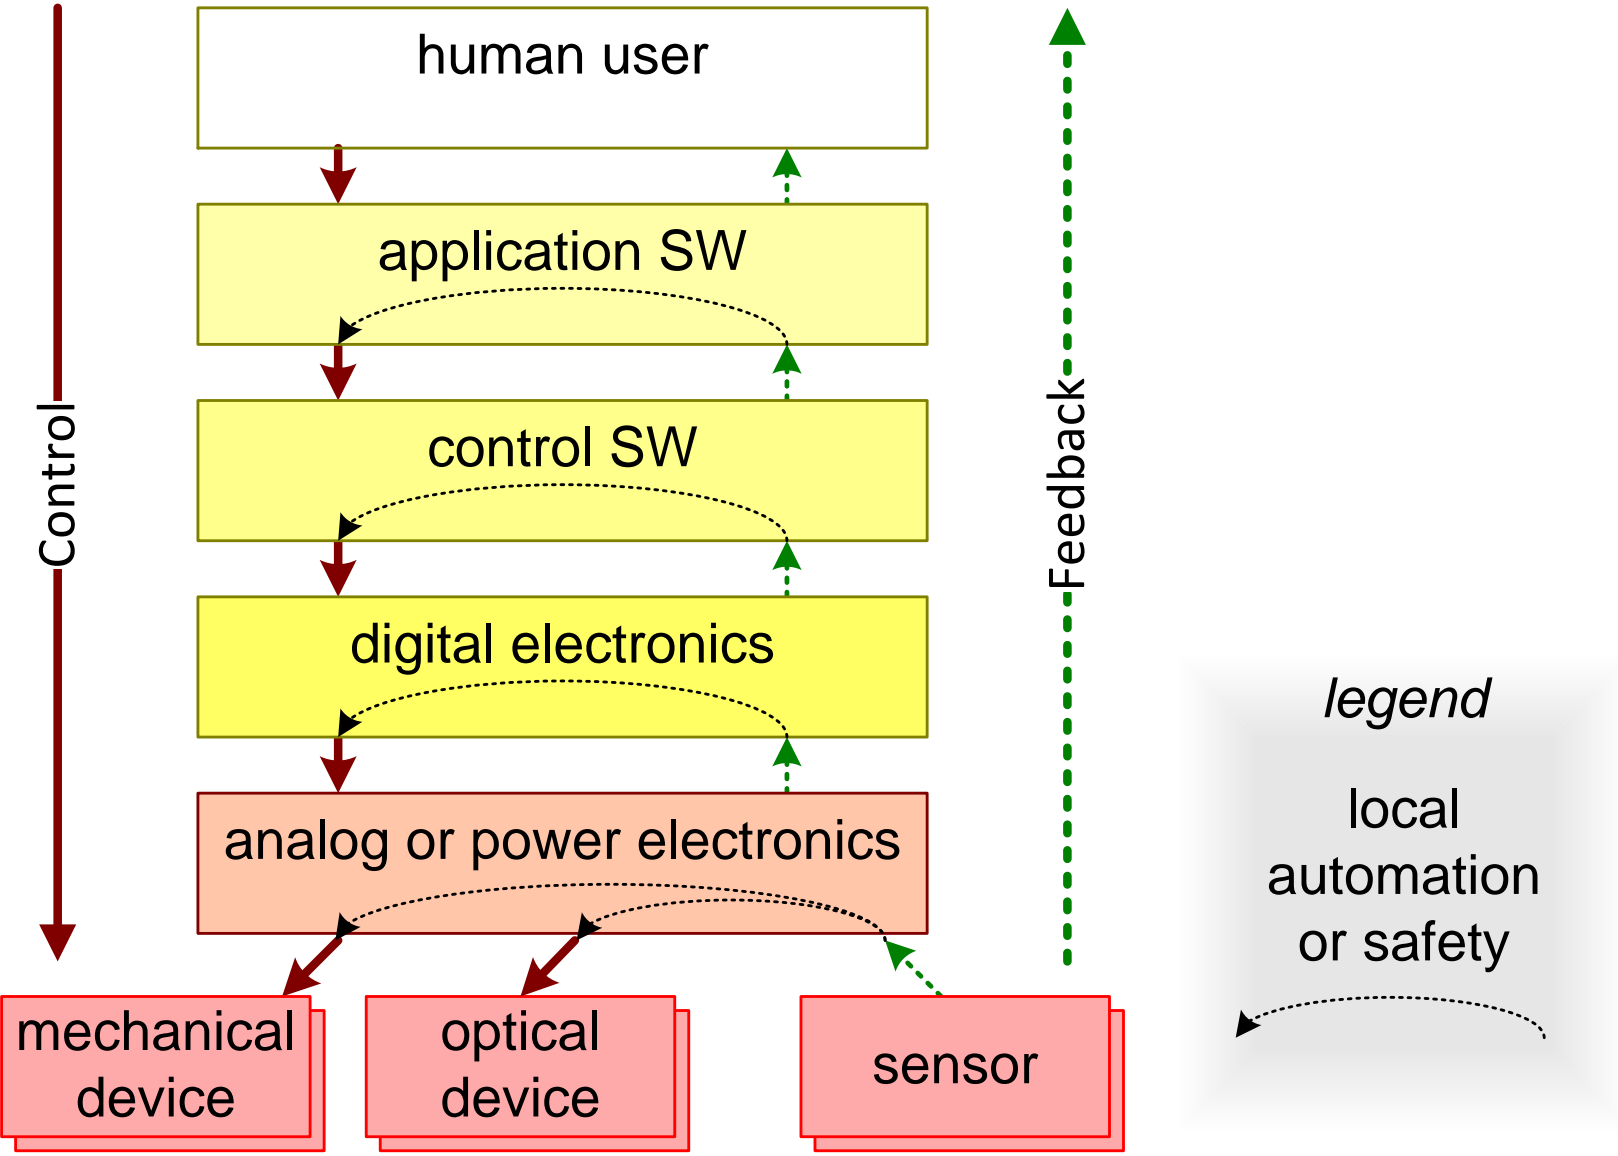 human user
application SW
control SW
digital electronics
analog or power electronics
mechanical
device
optical
device
sensor
Control
Feedback
legend
local
automation
or safety